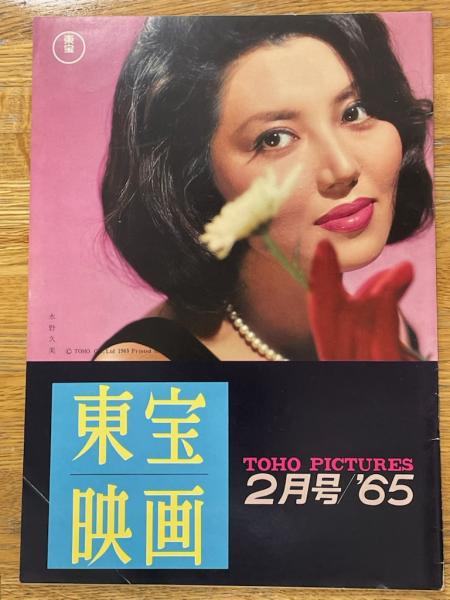 東
宝
水野久美
© TOHO Co., Ltd 1965 Printed
東宝
映画
TOHO PICTURES
2月号/'65